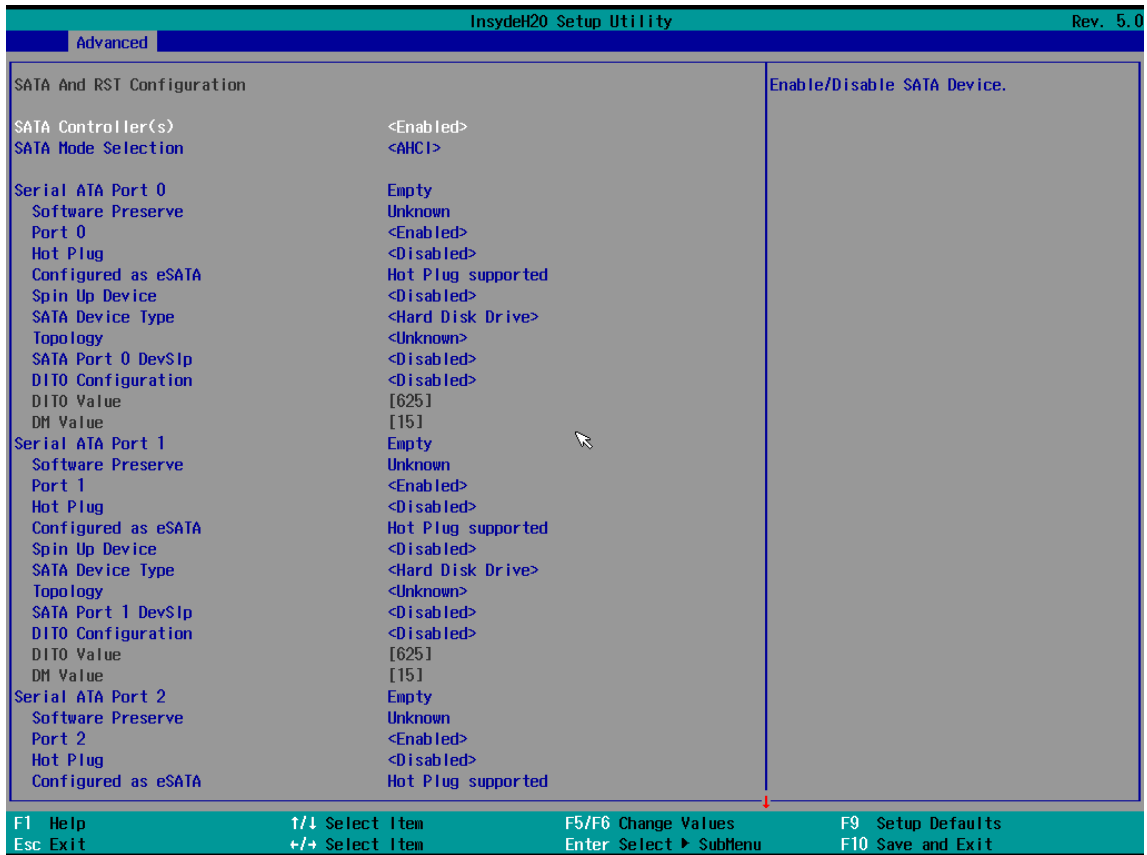 InsydeH20 Setup Utility Rev. 5.0
Advanced
SATA And RST Configuration Enable/Disable SATA Device.
SATA Controller(s) <Enabled>
SATA Mode Selection <AHCI>
Serial ATA Port 0 Empty
Software Preserve Unknown
Port 0 <Enabled>
Hot Plug <Disabled>
Configured as eSATA Hot Plug supported
Spin Up Device <Disabled>
SATA Device Type <Hard Disk Drive>
Topology <Unknown>
SATA Port 0 DevSlp <Disabled>
DITO Configuration <Disabled>
DITO Value [625]
DM Value [15]
Serial ATA Port 1 Empty
Software Preserve Unknown
Port 1 <Enabled>
Hot Plug <Disabled>
Configured as eSATA Hot Plug supported
Spin Up Device <Disabled>
SATA Device Type <Hard Disk Drive>
Topology <Unknown>
SATA Port 1 DevSlp <Disabled>
DITO Configuration <Disabled>
DITO Value [625]
DM Value [15]
Serial ATA Port 2 Empty
Software Preserve Unknown
Port 2 <Enabled>
Hot Plug <Disabled>
Configured as eSATA Hot Plug supported
F1 Help ↑/↓ Select Item F5/F6 Change Values F9 Setup Defaults
Esc Exit ←/→ Select Item Enter Select ▶ SubMenu F10 Save and Exit